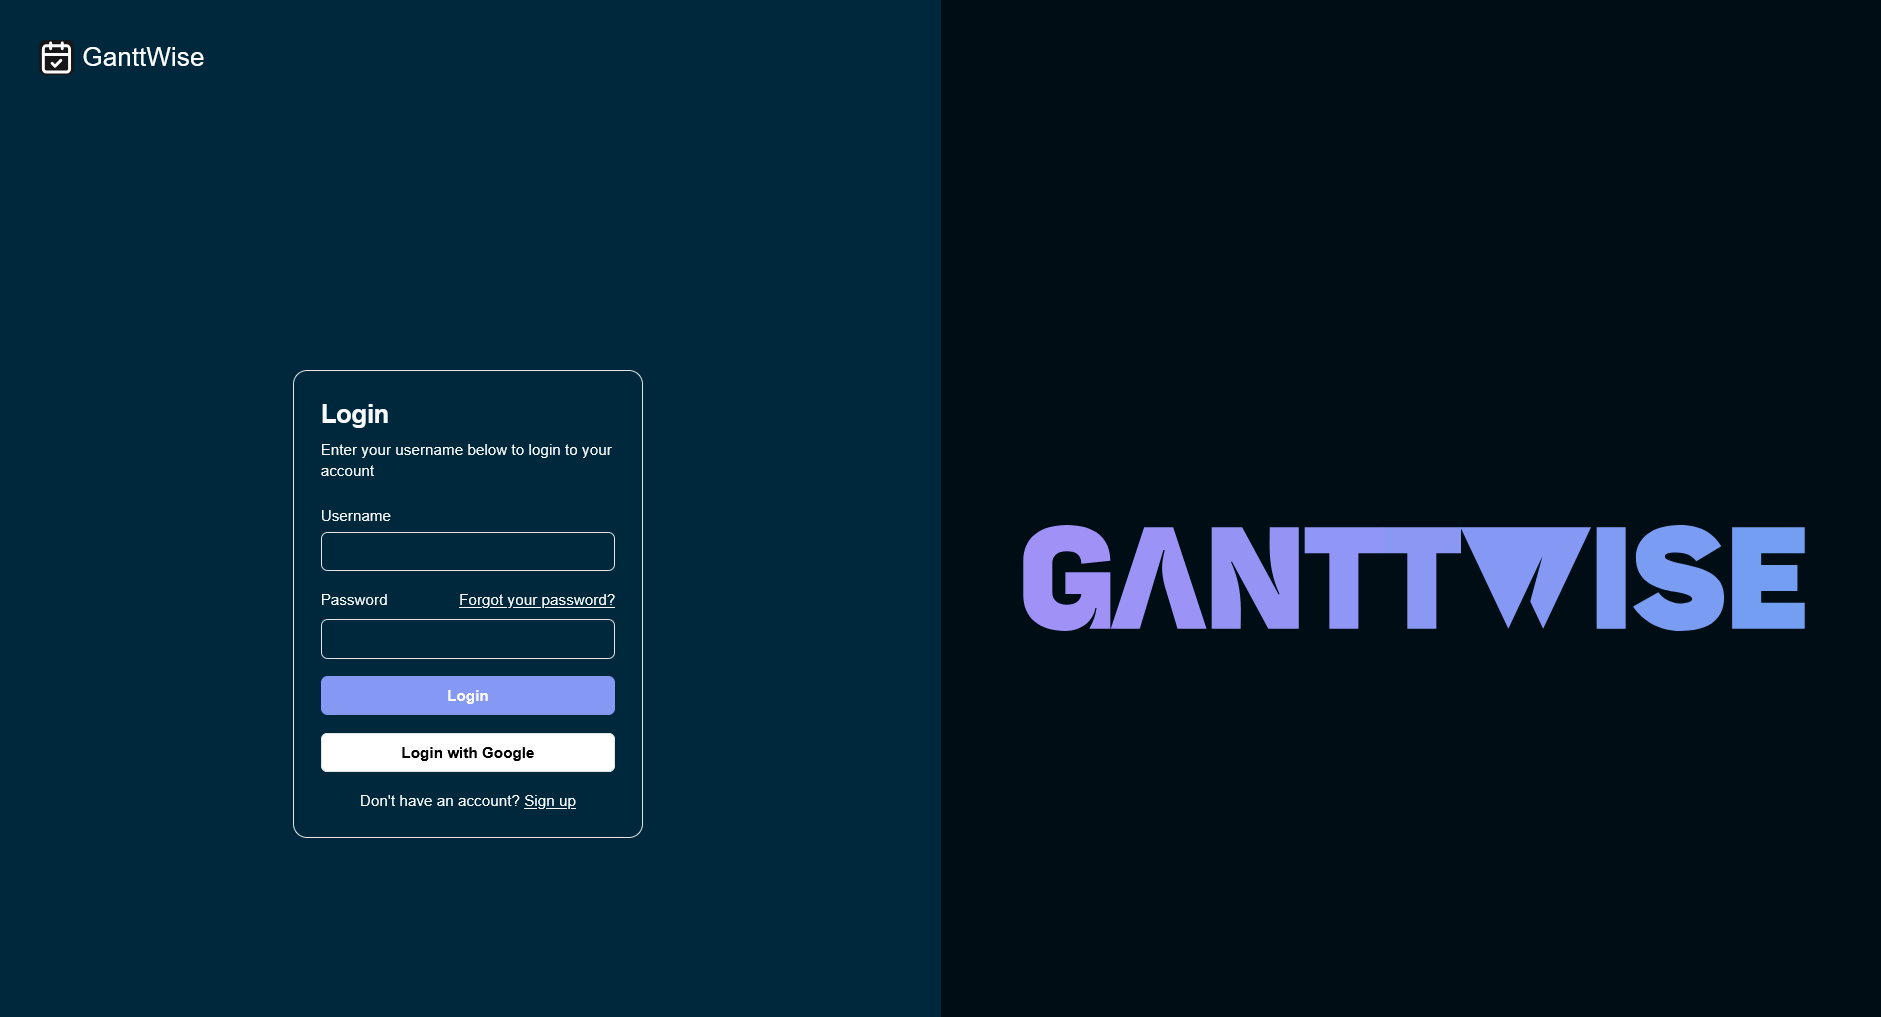 GanttWise
Login
Enter your username below to login to your
account
Username
Password Forgot your password?
Login
Login with Google
Don't have an account? Sign up
GANTTWISE